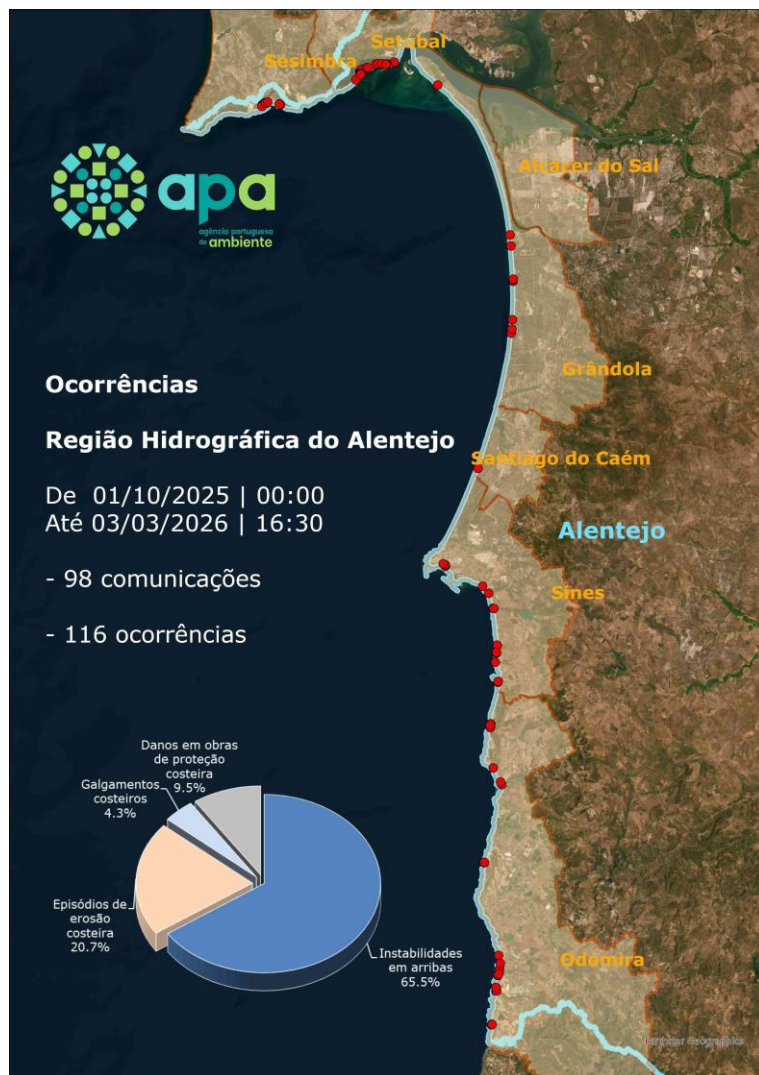 Setúbal
Sesimbra
apa
agência portuguesa
do ambiente
Alcácer do Sal
Grândola
Ocorrências
Região Hidrográfica do Alentejo
Santiago do Caém
De 01/10/2025 | 00:00
Até 03/03/2026 | 16:30
Alentejo
- 98 comunicações
Sines
- 116 ocorrências
Danos em obras
de proteção
costeira
9.5%
Galgamentos
costeiros
4.3%
Episódios de
erosão
costeira
20.7%
Instabilidades
em arribas
65.5%
Odemira
Earthstar Geographics